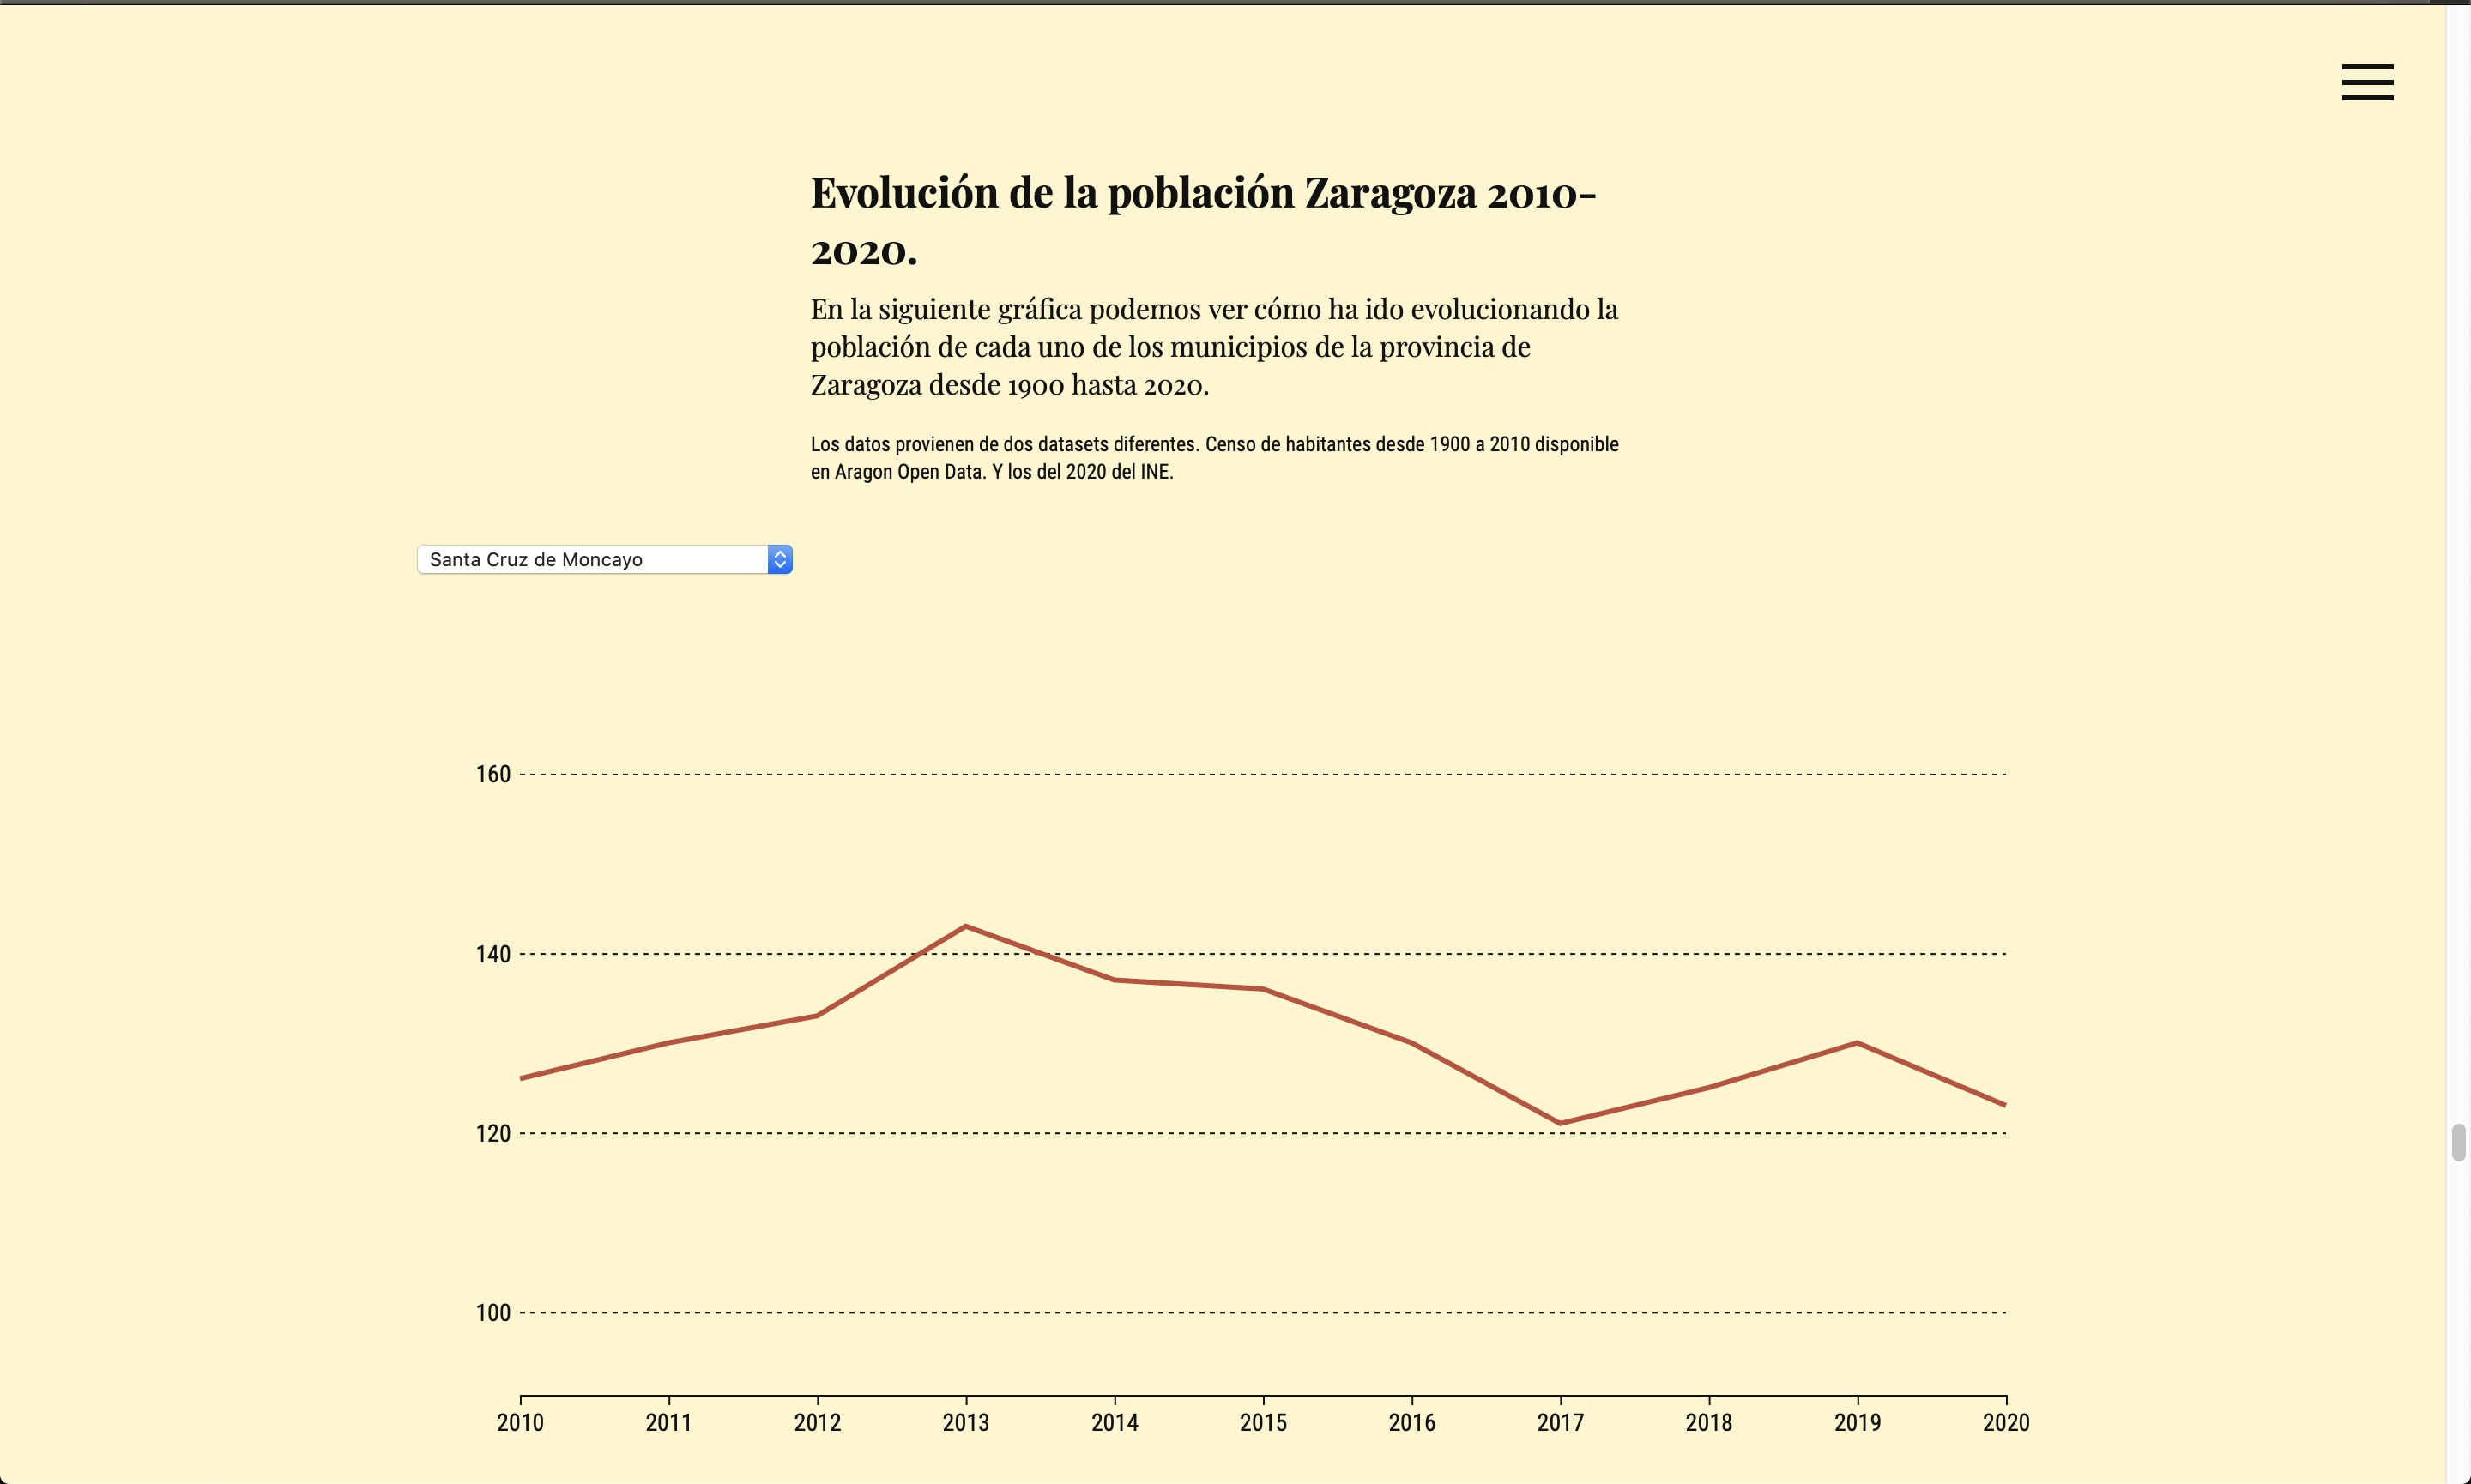 Evolución de la población Zaragoza 2010-
2020.
En la siguiente gráfica podemos ver cómo ha ido evolucionando la
población de cada uno de los municipios de la provincia de
Zaragoza desde 1900 hasta 2020.
Los datos provienen de dos datasets diferentes. Censo de habitantes desde 1900 a 2010 disponible
en Aragon Open Data. Y los del 2020 del INE.
Santa Cruz de Moncayo
160
140
120
100
2010 2011 2012 2013 2014 2015 2016 2017 2018 2019 2020